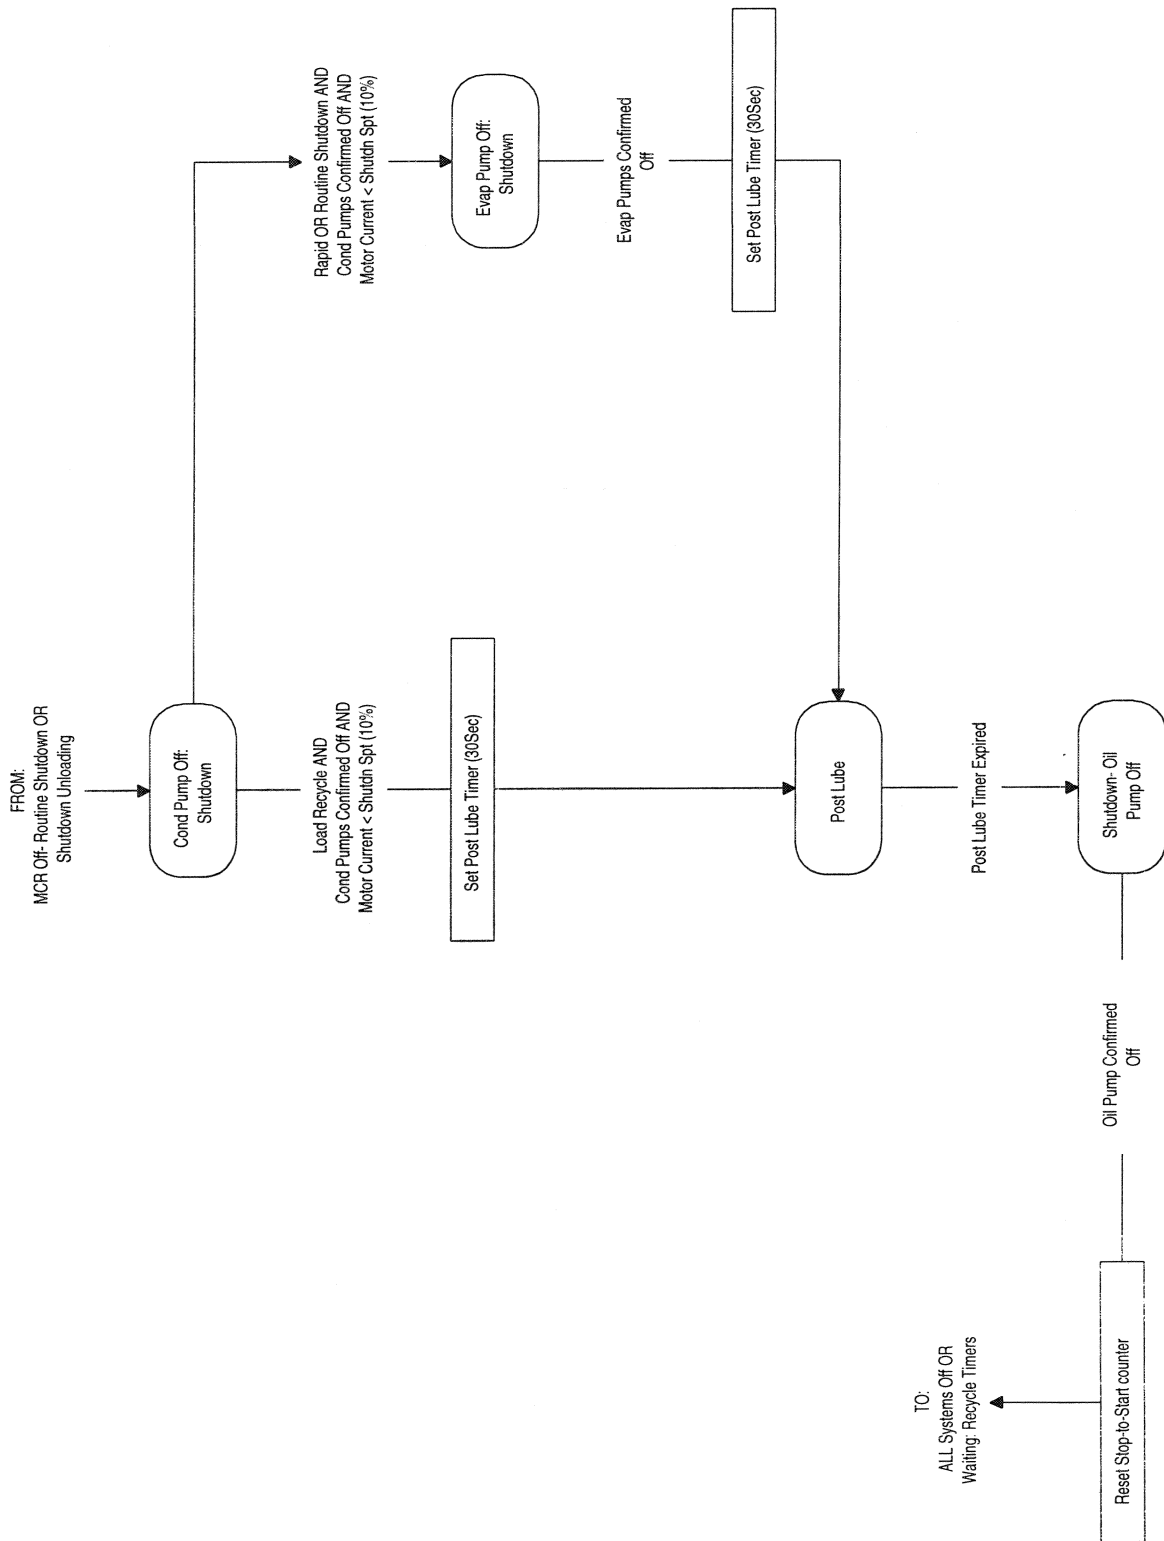 FROM:
MCR Off- Routine Shutdown OR
Shutdown Unloading
Cond Pump Off:
Shutdown
Load Recycle AND
Cond Pumps Confirmed Off AND
Motor Current < Shutdn Spt (10%)
Set Post Lube Timer (30Sec)
Rapid OR Routine Shutdown AND
Cond Pumps Confirmed Off AND
Motor Current < Shutdn Spt (10%)
Evap Pump Off:
Shutdown
Evap Pumps Confirmed
Off
Set Post Lube Timer (30Sec)
Post Lube
Post Lube Timer Expired
Shutdown- Oil
Pump Off
Oil Pump Confirmed
Off
Reset Stop-to-Start counter
TO:
ALL Systems Off OR
Waiting: Recycle Timers